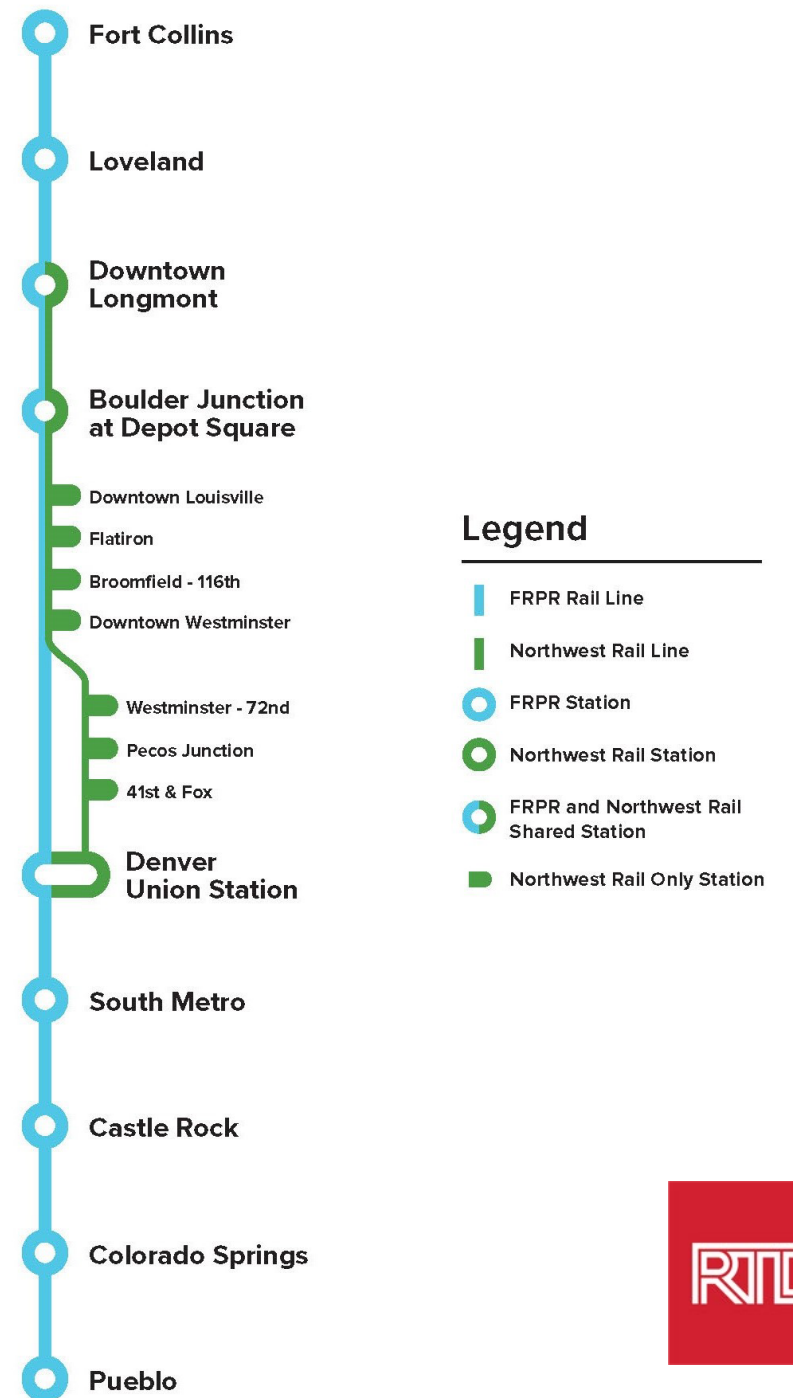 Fort Collins
Loveland
Downtown
Longmont
Boulder Junction
at Depot Square
Downtown Louisville
Flatiron
Broomfield - 116th
Downtown Westminster
Westminster - 72nd
Pecos Junction
41st & Fox
Denver
Union Station
South Metro
Castle Rock
Colorado Springs
Pueblo
Legend
FRPR Rail Line
Northwest Rail Line
FRPR Station
Northwest Rail Station
FRPR and Northwest Rail
Shared Station
Northwest Rail Only Station
RTD